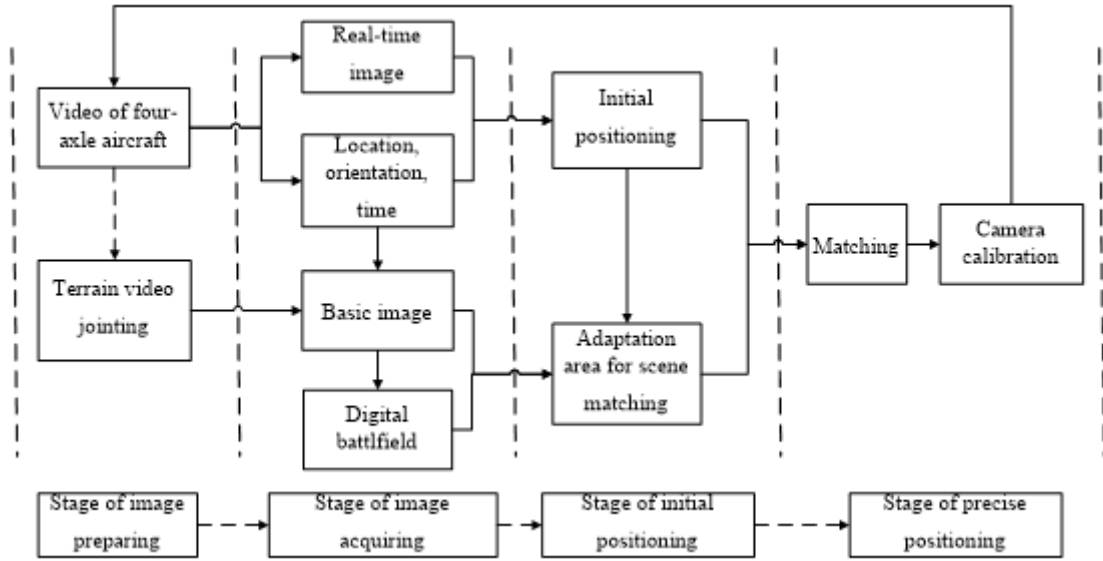 Real-time
image
Video of four-
axle aircraft
Location,
orientation,
time
Initial
positioning
Matching
Camera
calibration
Terrain video
jointing
Basic image
Adaptation
area for scene
matching
Digital
battlfield
Stage of image
preparing
Stage of image
acquiring
Stage of initial
positioning
Stage of precise
positioning